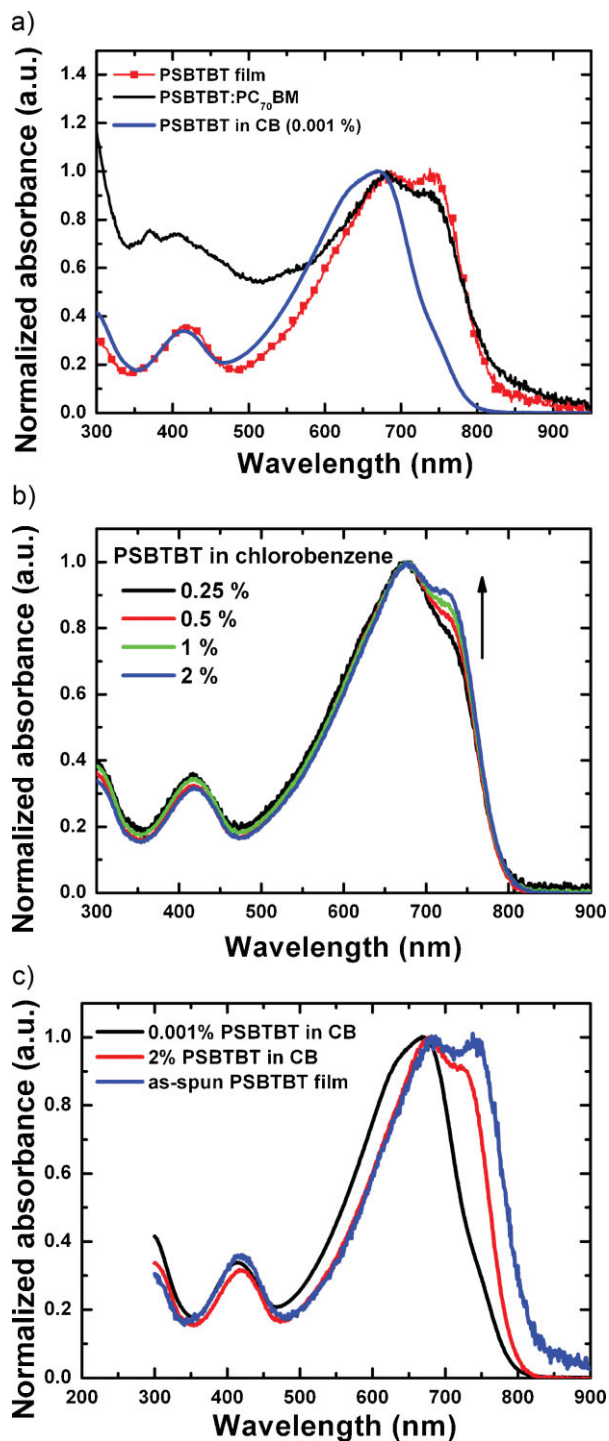 a)
Normalized absorbance (a.u.)
1.4
1.2
1.0
0.8
0.6
0.4
0.2
0.0
PSBTBT film
PSBTBT:PC₇₀BM
PSBTBT in CB (0.001 %)
300 400 500 600 700 800 900
Wavelength (nm)
b)
Normalized absorbance (a.u.)
1.0
0.8
0.6
0.4
0.2
0.0
PSBTBT in chlorobenzene
0.25 %
0.5 %
1 %
2 %
300 400 500 600 700 800 900
Wavelength (nm)
c)
Normalized absorbance (a.u.)
1.0
0.8
0.6
0.4
0.2
0.0
0.001% PSBTBT in CB
2% PSBTBT in CB
as-spun PSBTBT film
200 300 400 500 600 700 800 900
Wavelength (nm)